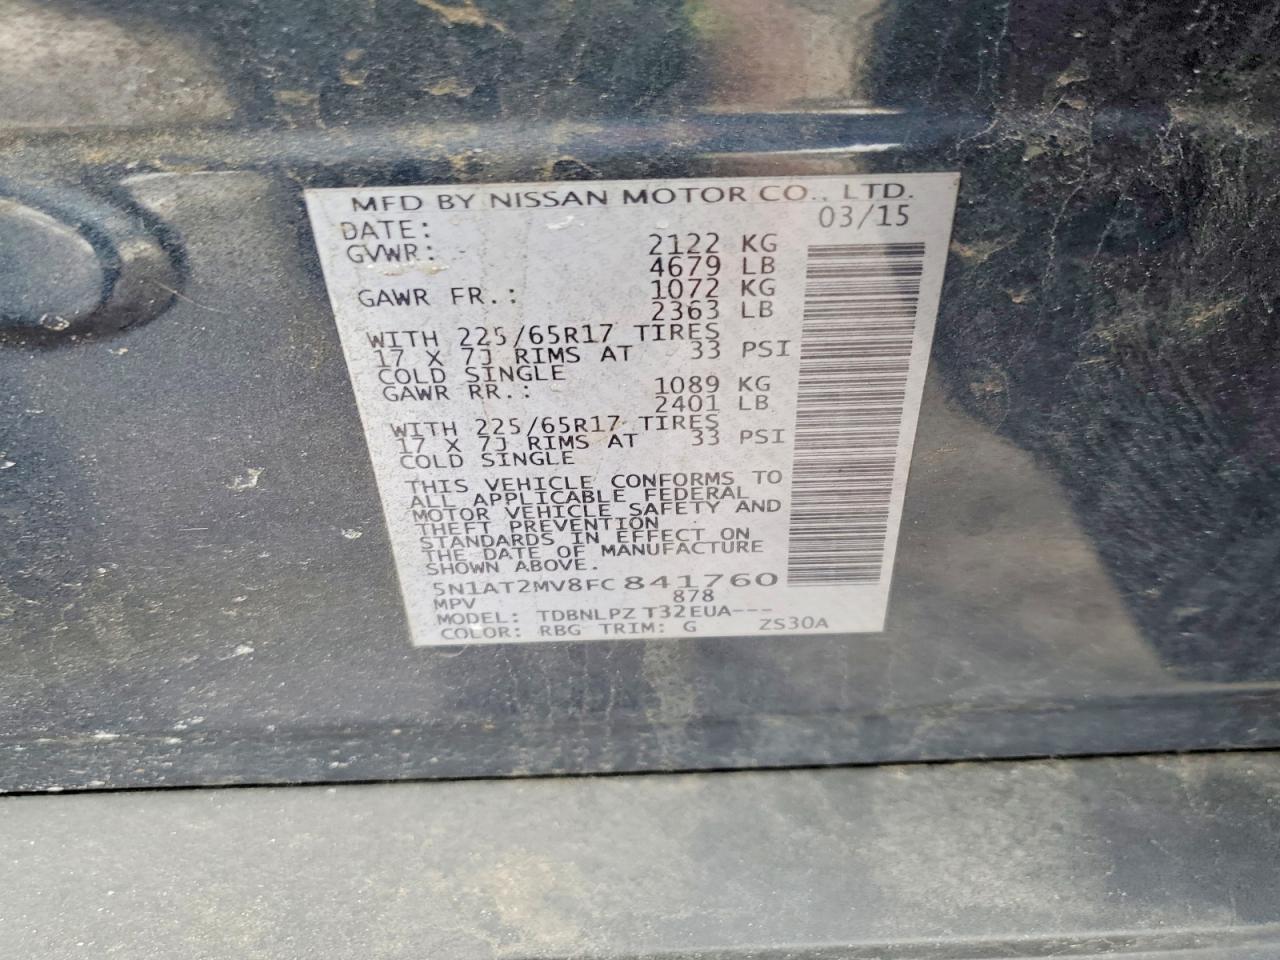 MFD BY NISSAN MOTOR CO., LTD.
DATE: 03/15
GVWR: 2122 KG
4679 LB
GAWR FR.: 1072 KG
2363 LB
WITH 225/65R17 TIRES
17 X 7J RIMS AT 33 PSI
COLD SINGLE
GAWR RR.: 1089 KG
2401 LB
WITH 225/65R17 TIRES
17 X 7J RIMS AT 33 PSI
COLD SINGLE
THIS VEHICLE CONFORMS TO
ALL APPLICABLE FEDERAL
MOTOR VEHICLE SAFETY AND
THEFT PREVENTION
STANDARDS IN EFFECT ON
THE DATE OF MANUFACTURE
SHOWN ABOVE.
5N1AT2MV8FC841760
MPV 878
MODEL: TDBNLPZ T32EUA---
COLOR: RBG TRIM: G ZS30A